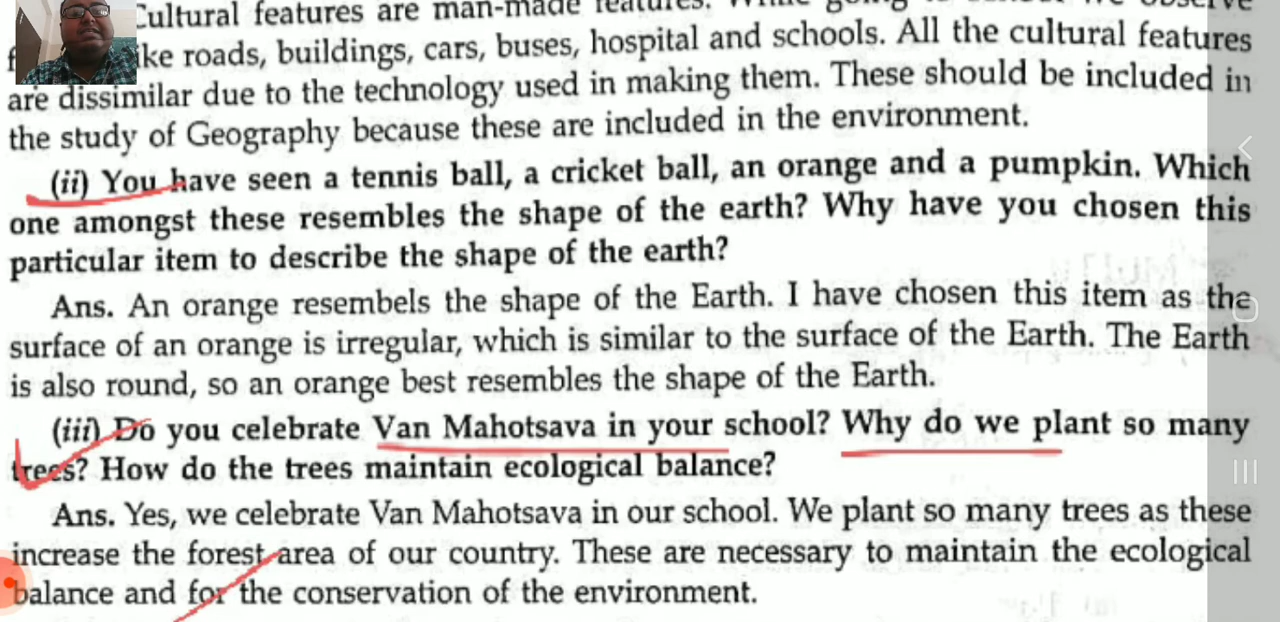 Cultural features are man-made features. While going to school we observe
like roads, buildings, cars, buses, hospital and schools. All the cultural features
are dissimilar due to the technology used in making them. These should be included in
the study of Geography because these are included in the environment.
(ii) You have seen a tennis ball, a cricket ball, an orange and a pumpkin. Which
one amongst these resembles the shape of the earth? Why have you chosen this
particular item to describe the shape of the earth?
Ans. An orange resembels the shape of the Earth. I have chosen this item as the
surface of an orange is irregular, which is similar to the surface of the Earth. The Earth
is also round, so an orange best resembles the shape of the Earth.
(iii) Do you celebrate Van Mahotsava in your school? Why do we plant so many
trees? How do the trees maintain ecological balance?
Ans. Yes, we celebrate Van Mahotsava in our school. We plant so many trees as these
increase the forest area of our country. These are necessary to maintain the ecological
balance and for the conservation of the environment.